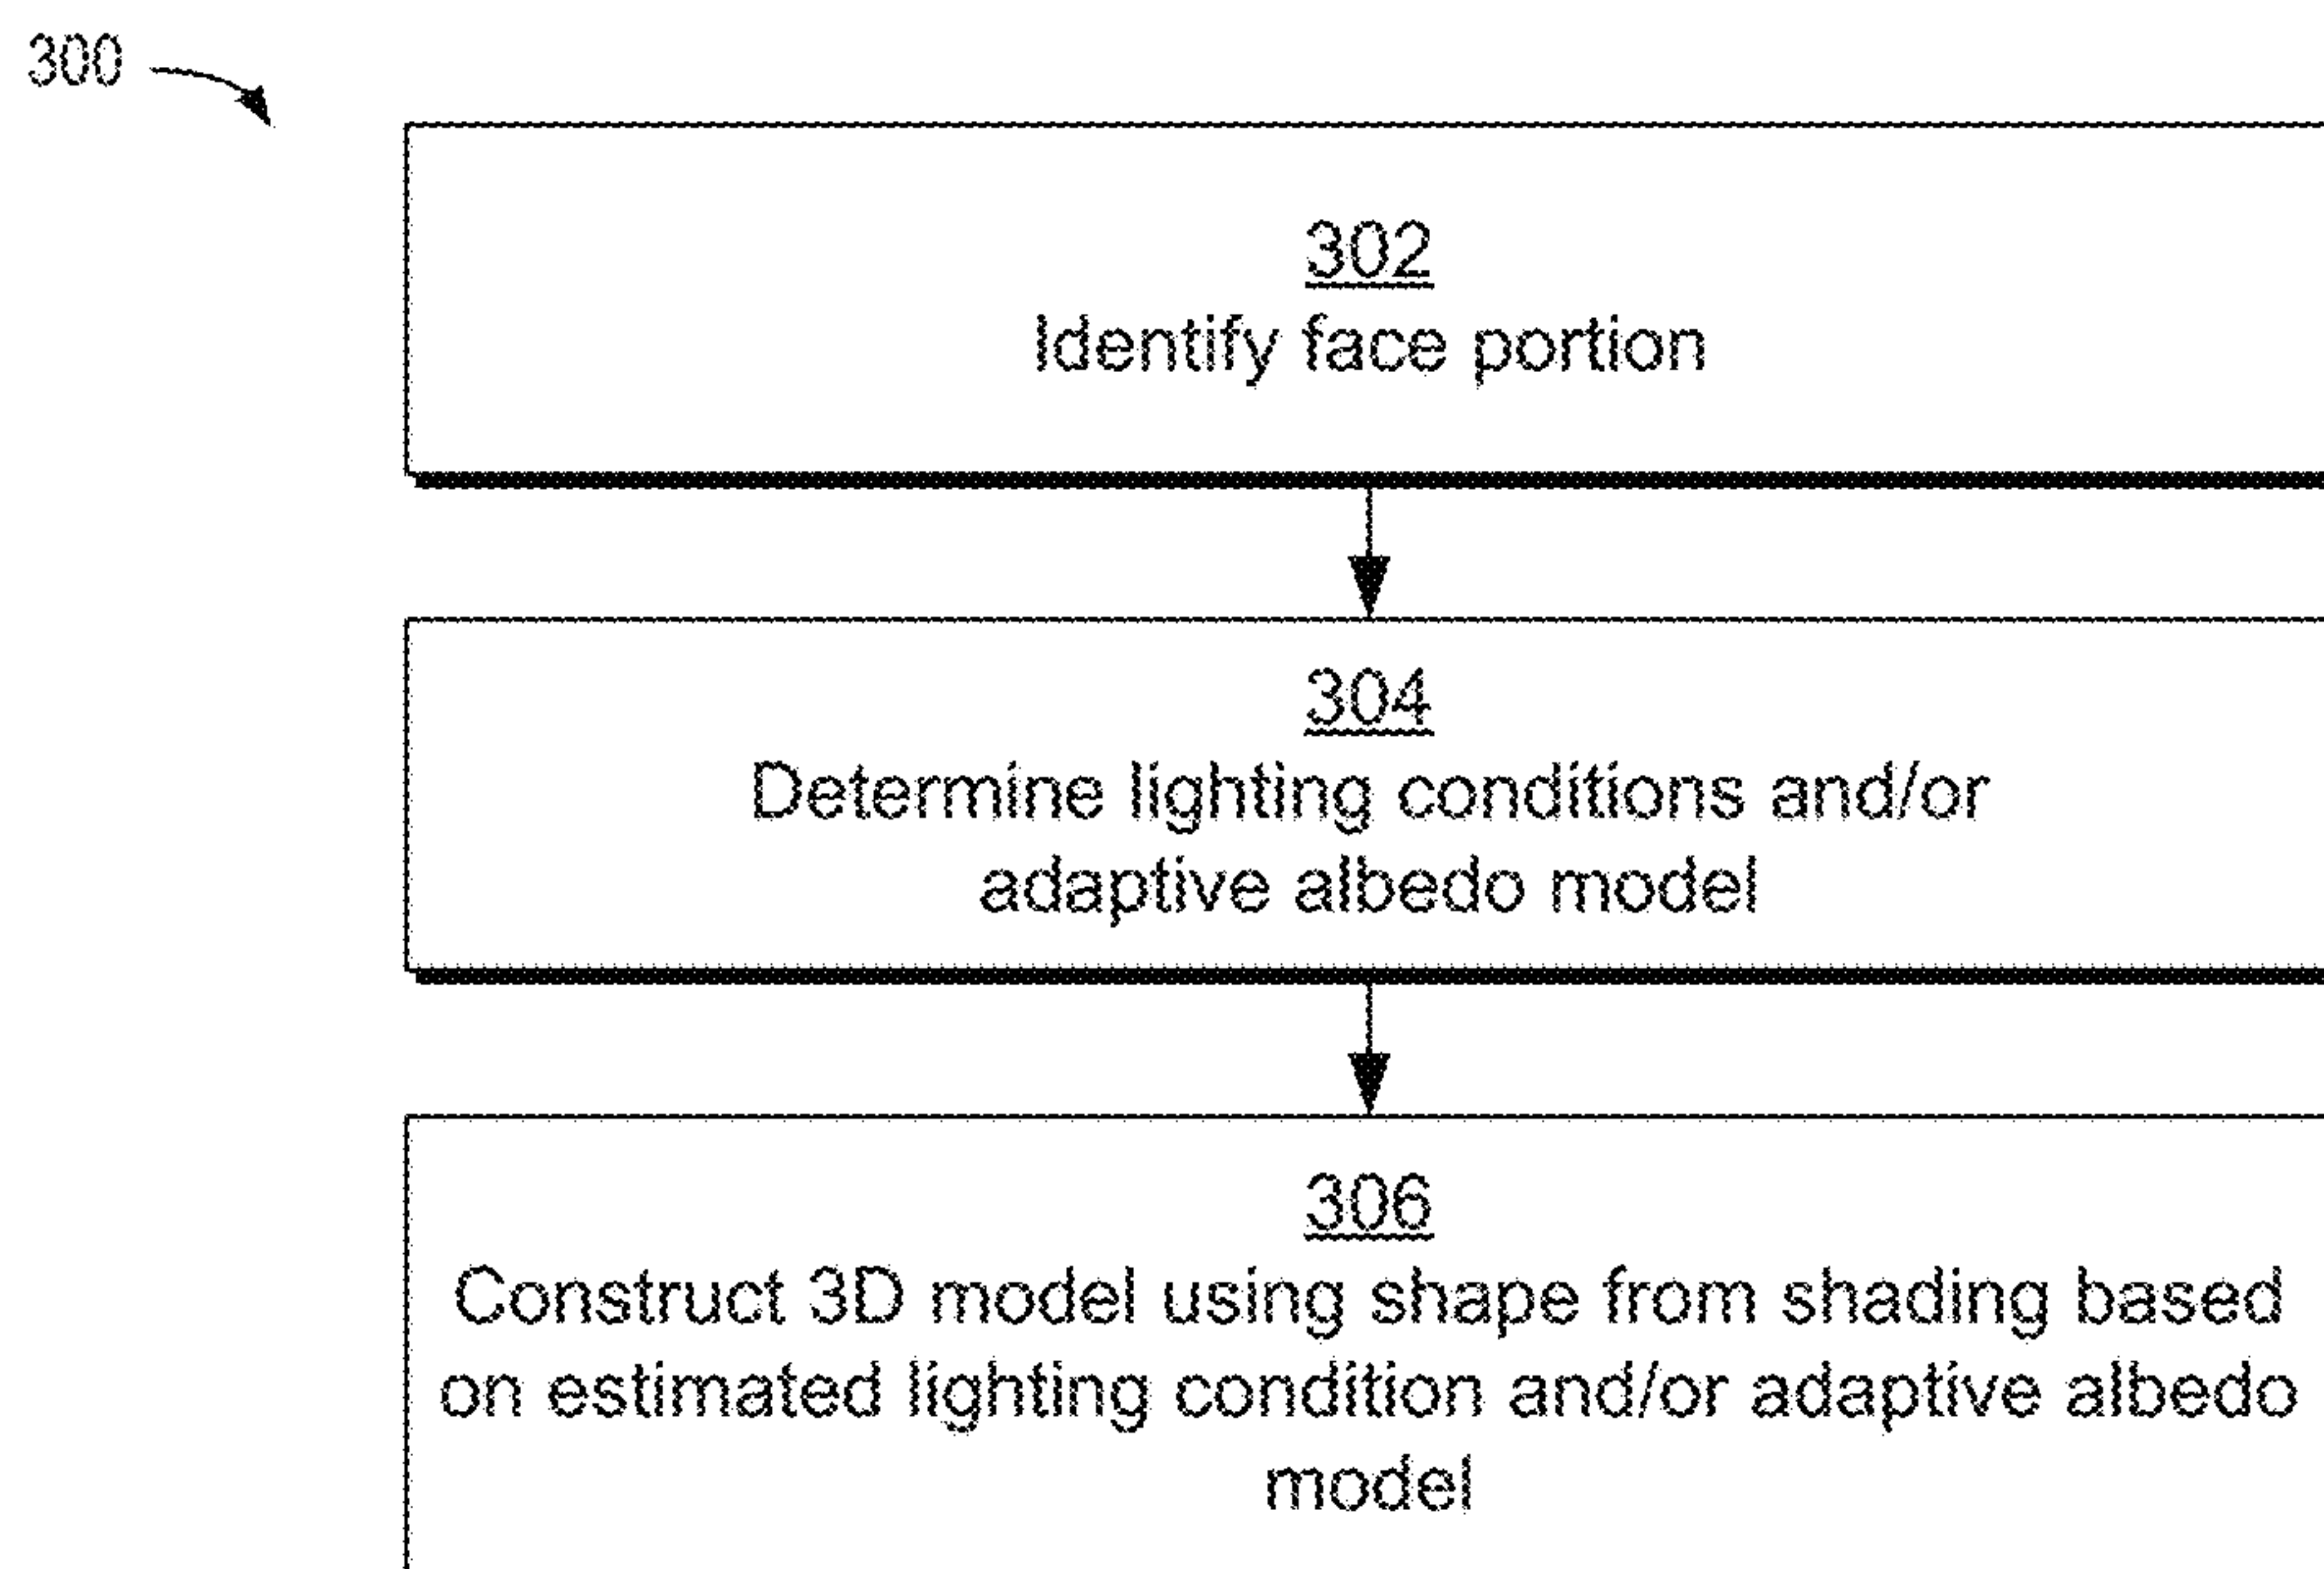 300
302
Identify face portion
304
Determine lighting conditions and/or
adaptive albedo model
306
Construct 3D model using shape from shading based
on estimated lighting condition and/or adaptive albedo
model